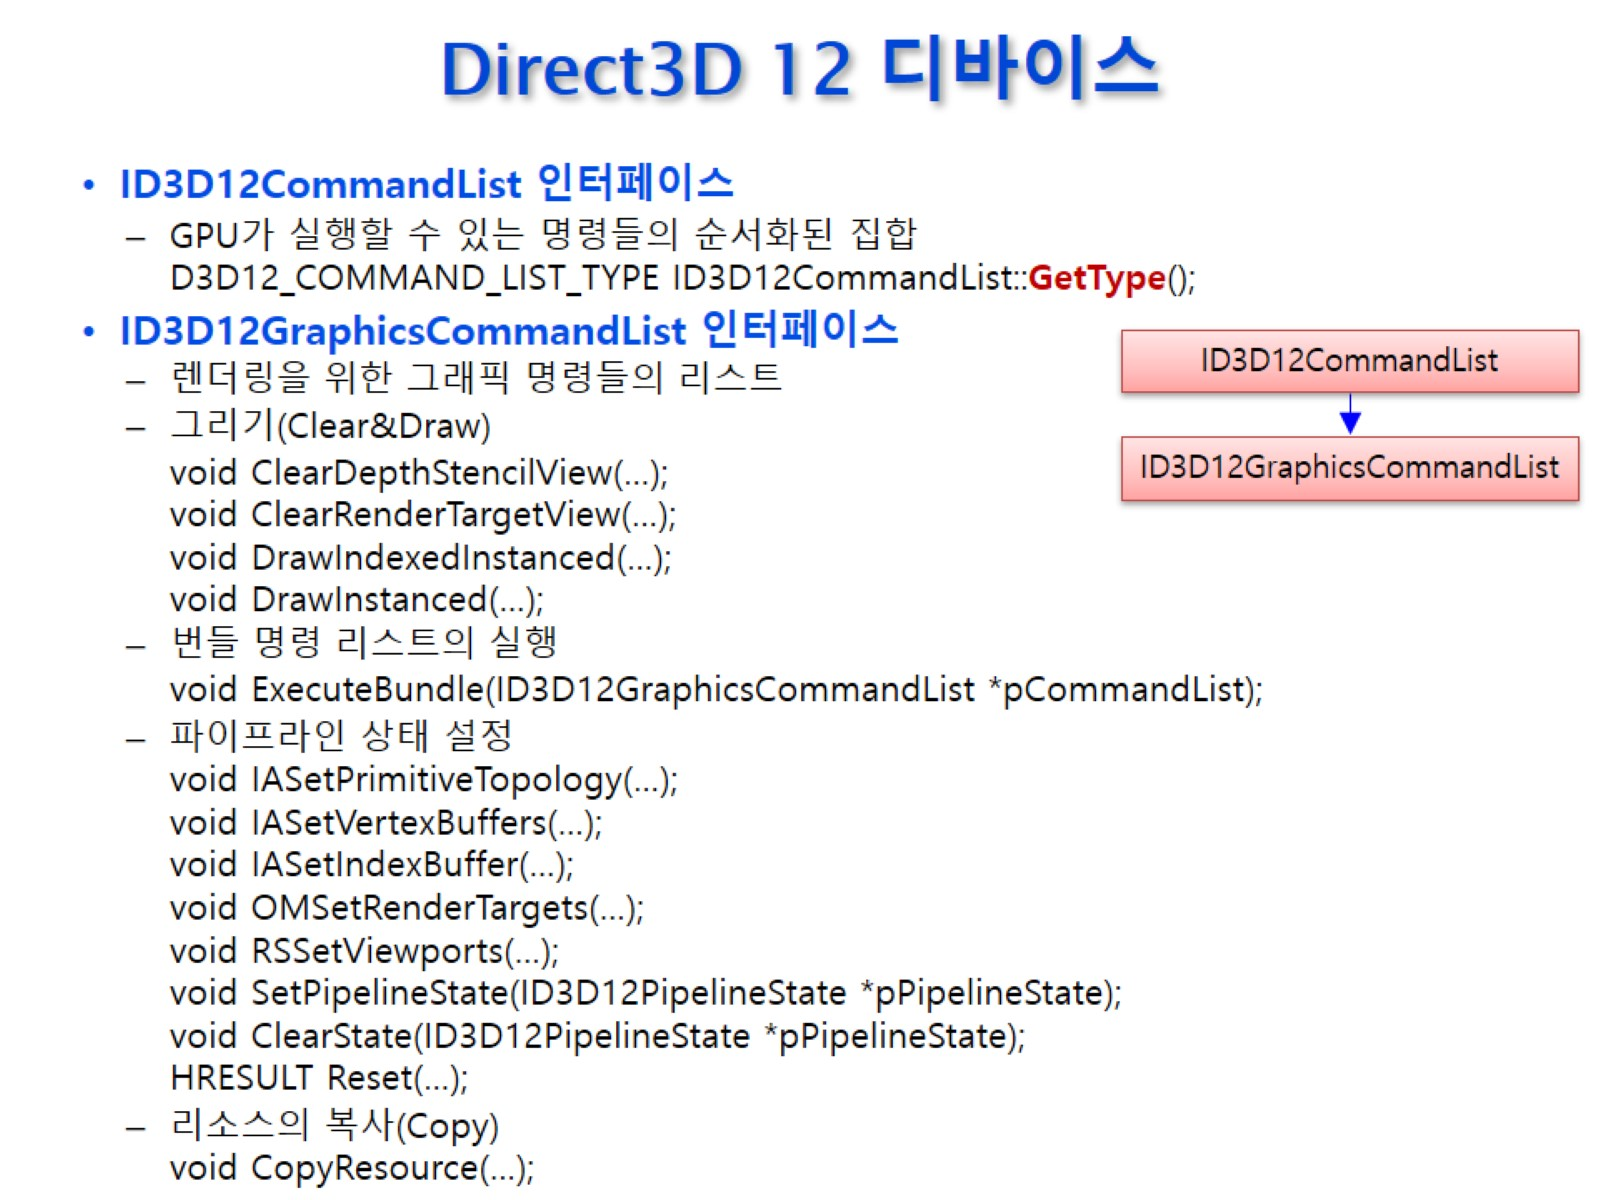 Direct3D 12 디바이스
• ID3D12CommandList 인터페이스
– GPU가 실행할 수 있는 명령들의 순서화된 집합
D3D12_COMMAND_LIST_TYPE ID3D12CommandList::GetType();
• ID3D12GraphicsCommandList 인터페이스
– 렌더링을 위한 그래픽 명령들의 리스트
– 그리기(Clear&Draw)
void ClearDepthStencilView(...);
void ClearRenderTargetView(...);
void DrawIndexedInstanced(...);
void DrawInstanced(...);
– 번들 명령 리스트의 실행
void ExecuteBundle(ID3D12GraphicsCommandList *pCommandList);
– 파이프라인 상태 설정
void IASetPrimitiveTopology(...);
void IASetVertexBuffers(...);
void IASetIndexBuffer(...);
void OMSetRenderTargets(...);
void RSSetViewports(...);
void SetPipelineState(ID3D12PipelineState *pPipelineState);
void ClearState(ID3D12PipelineState *pPipelineState);
HRESULT Reset(...);
– 리소스의 복사(Copy)
void CopyResource(...);
ID3D12CommandList
ID3D12GraphicsCommandList